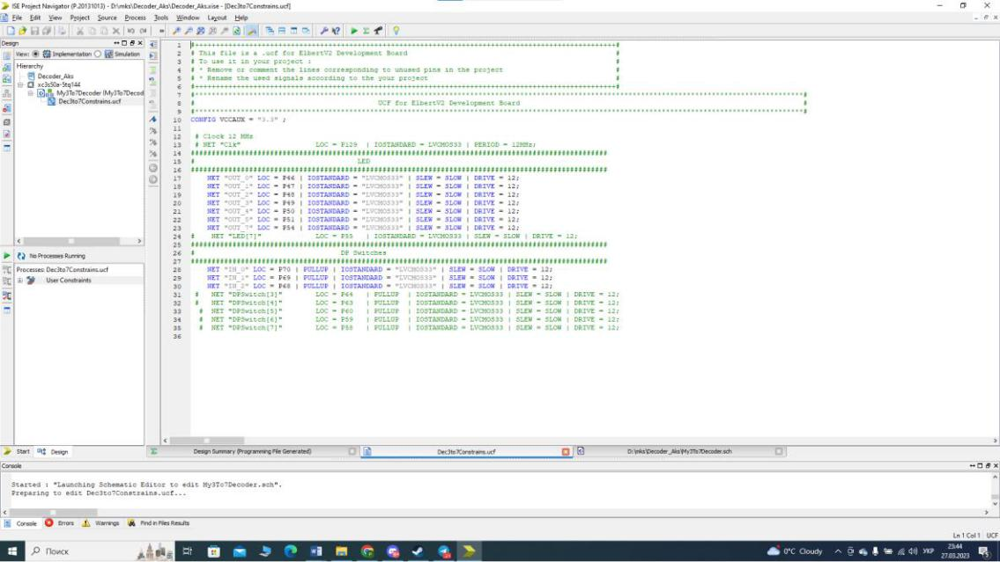 ISE Project Navigator (P.20131013) - D:\mks\Decoder_Aks\Decoder_Aks.xise - [Dec3to7Constrains.ucf]
File Edit View Project Source Process Tools Window Layout Help
Design
View: Implementation Simulation
Hierarchy
Decoder_Aks
xc3s50a-5tq144
My3To7Decoder (My3To7Decod
Dec3to7Constrains.ucf
No Processes Running
Processes: Dec3to7Constrains.ucf
User Constraints
Start Design
1 #+++++++++++++++++++++++++++++++++++++++++++++++++++++++++++++++++++++++++++++++++++++++++++++++++++#
2 # This file is a .ucf for ElbertV2 Development Board #
3 # To use it in your project : #
4 # * Remove or comment the lines corresponding to unused pins in the project #
5 # * Rename the used signals according to the your project #
6 #+++++++++++++++++++++++++++++++++++++++++++++++++++++++++++++++++++++++++++++++++++++++++++++++++++#
7 #*****************************************************************************************************#
8 # UCF for ElbertV2 Development Board #
9 #*****************************************************************************************************#
10 CONFIG VCCAUX = "3.3" ;
11
12 # Clock 12 MHz
13 # NET "Clk" LOC = P129 | IOSTANDARD = LVCMOS33 | PERIOD = 12MHz;
14 ####################################################################################################
15 # LED
16 ####################################################################################################
17 NET "OUT_0" LOC = P46 | IOSTANDARD = "LVCMOS33" | SLEW = SLOW | DRIVE = 12;
18 NET "OUT_1" LOC = P47 | IOSTANDARD = "LVCMOS33" | SLEW = SLOW | DRIVE = 12;
19 NET "OUT_2" LOC = P48 | IOSTANDARD = "LVCMOS33" | SLEW = SLOW | DRIVE = 12;
20 NET "OUT_3" LOC = P49 | IOSTANDARD = "LVCMOS33" | SLEW = SLOW | DRIVE = 12;
21 NET "OUT_4" LOC = P50 | IOSTANDARD = "LVCMOS33" | SLEW = SLOW | DRIVE = 12;
22 NET "OUT_5" LOC = P51 | IOSTANDARD = "LVCMOS33" | SLEW = SLOW | DRIVE = 12;
23 NET "OUT_7" LOC = P54 | IOSTANDARD = "LVCMOS33" | SLEW = SLOW | DRIVE = 12;
24 # NET "LED[7]" LOC = P55 | IOSTANDARD = LVCMOS33 | SLEW = SLOW | DRIVE = 12;
25 ####################################################################################################
26 # DP Switches
27 ####################################################################################################
28 NET "IN_0" LOC = P70 | PULLUP | IOSTANDARD = "LVCMOS33" | SLEW = SLOW | DRIVE = 12;
29 NET "IN_1" LOC = P69 | PULLUP | IOSTANDARD = "LVCMOS33" | SLEW = SLOW | DRIVE = 12;
30 NET "IN_2" LOC = P68 | PULLUP | IOSTANDARD = "LVCMOS33" | SLEW = SLOW | DRIVE = 12;
31 # NET "DPSwitch[3]" LOC = P64 | PULLUP | IOSTANDARD = LVCMOS33 | SLEW = SLOW | DRIVE = 12;
32 # NET "DPSwitch[4]" LOC = P63 | PULLUP | IOSTANDARD = LVCMOS33 | SLEW = SLOW | DRIVE = 12;
33 # NET "DPSwitch[5]" LOC = P60 | PULLUP | IOSTANDARD = LVCMOS33 | SLEW = SLOW | DRIVE = 12;
34 # NET "DPSwitch[6]" LOC = P59 | PULLUP | IOSTANDARD = LVCMOS33 | SLEW = SLOW | DRIVE = 12;
35 # NET "DPSwitch[7]" LOC = P58 | PULLUP | IOSTANDARD = LVCMOS33 | SLEW = SLOW | DRIVE = 12;
36
Design Summary (Programming File Generated) Dec3to7Constrains.ucf D:\mks\Decoder_Aks\My3To7Decoder.sch
Console
Started : "Launching Schematic Editor to edit My3To7Decoder.sch".
Preparing to edit Dec3to7Constrains.ucf...
Console Errors Warnings Find in Files Results
Ln 1 Col 1 UCF
Поиск 0°C Cloudy УКР 23:44
27.03.2023